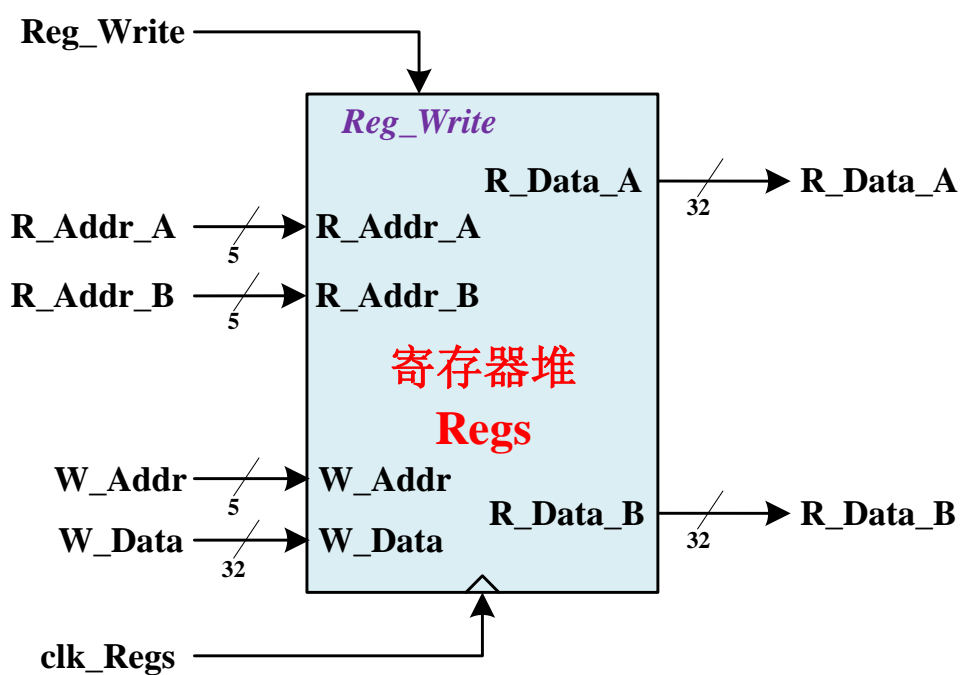 Reg_Write
Reg_Write
R_Data_A
32
R_Data_A
R_Addr_A
5
R_Addr_A
R_Addr_B
5
R_Addr_B
寄存器堆
Regs
W_Addr
5
W_Addr
R_Data_B
32
R_Data_B
W_Data
32
W_Data
clk_Regs